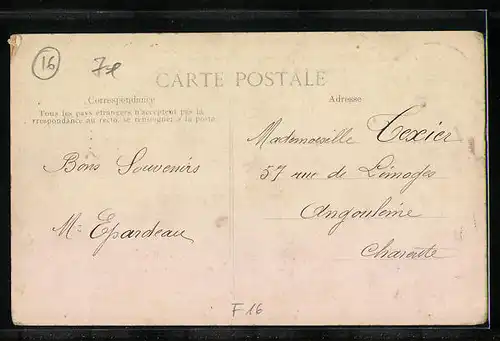 16
CARTE POSTALE
Correspondance
Tous les pays étrangers n'acceptent pas la
correspondance au recto, se renseigner à la poste
Bons Souvenirs
M= Epardeau
Adresse
Mademoiselle Texier
57 rue de Limoges
Angoulême
Charente
F16